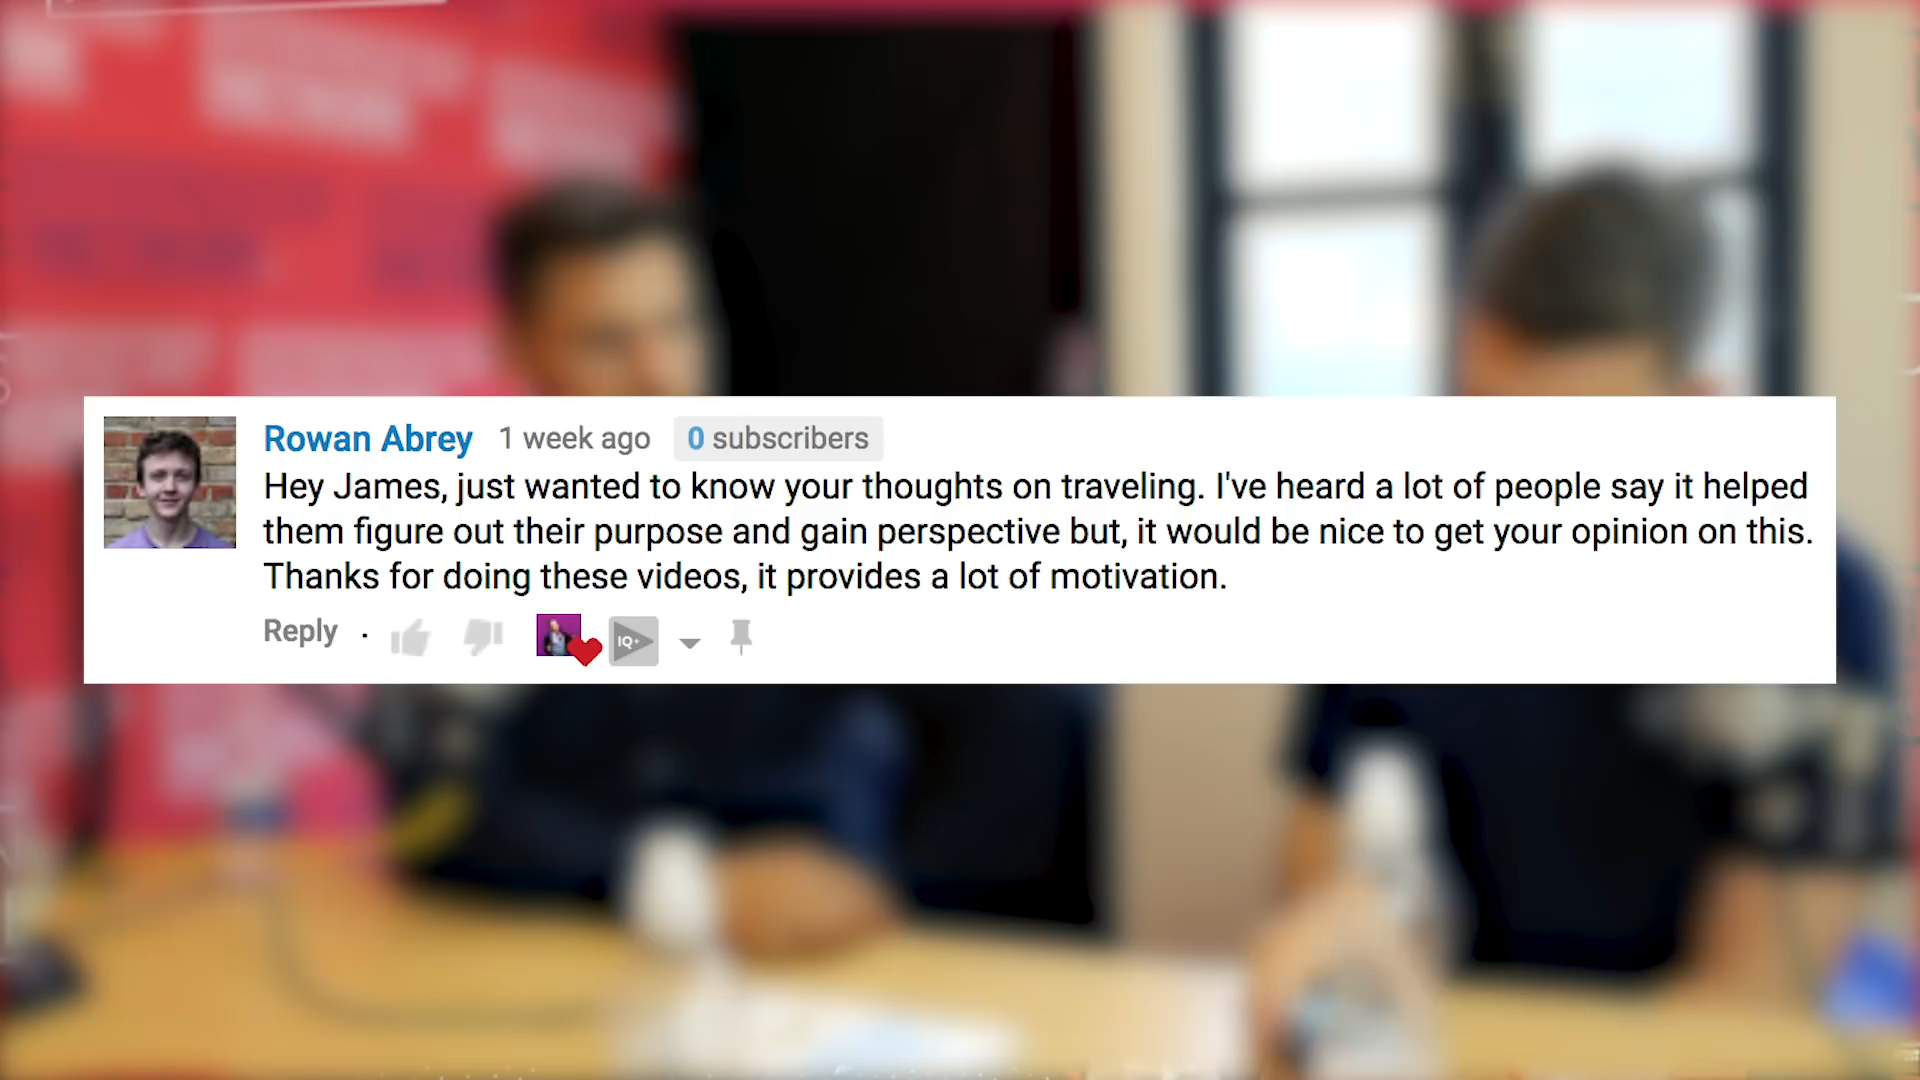 Rowan Abrey 1 week ago 0 subscribers
Hey James, just wanted to know your thoughts on traveling. I've heard a lot of people say it helped
them figure out their purpose and gain perspective but, it would be nice to get your opinion on this.
Thanks for doing these videos, it provides a lot of motivation.
Reply · IQ+